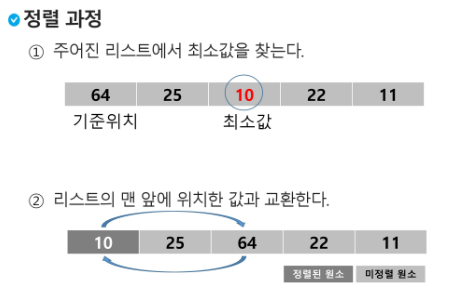 정렬 과정
① 주어진 리스트에서 최소값을 찾는다.
64 25 10 22 11
기준위치 최소값
② 리스트의 맨 앞에 위치한 값과 교환한다.
10 25 64 22 11
정렬된 원소 미정렬 원소